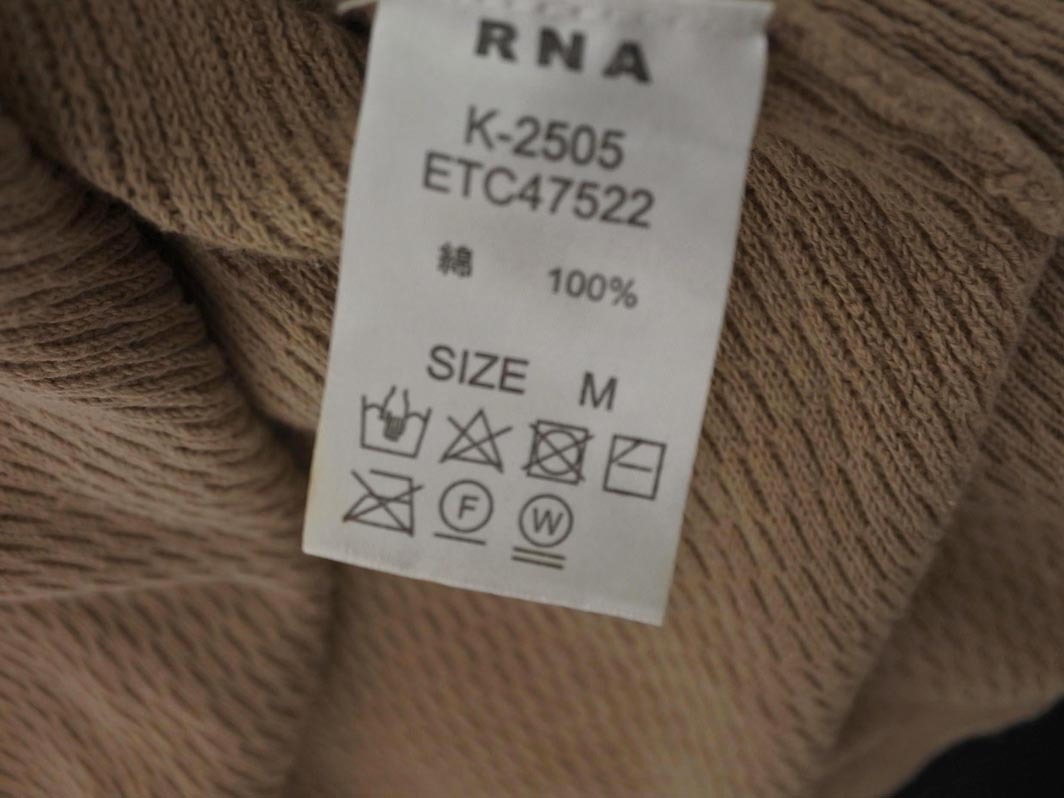 RNA
K-2505
ETC47522
綿 100%
SIZE M
F W